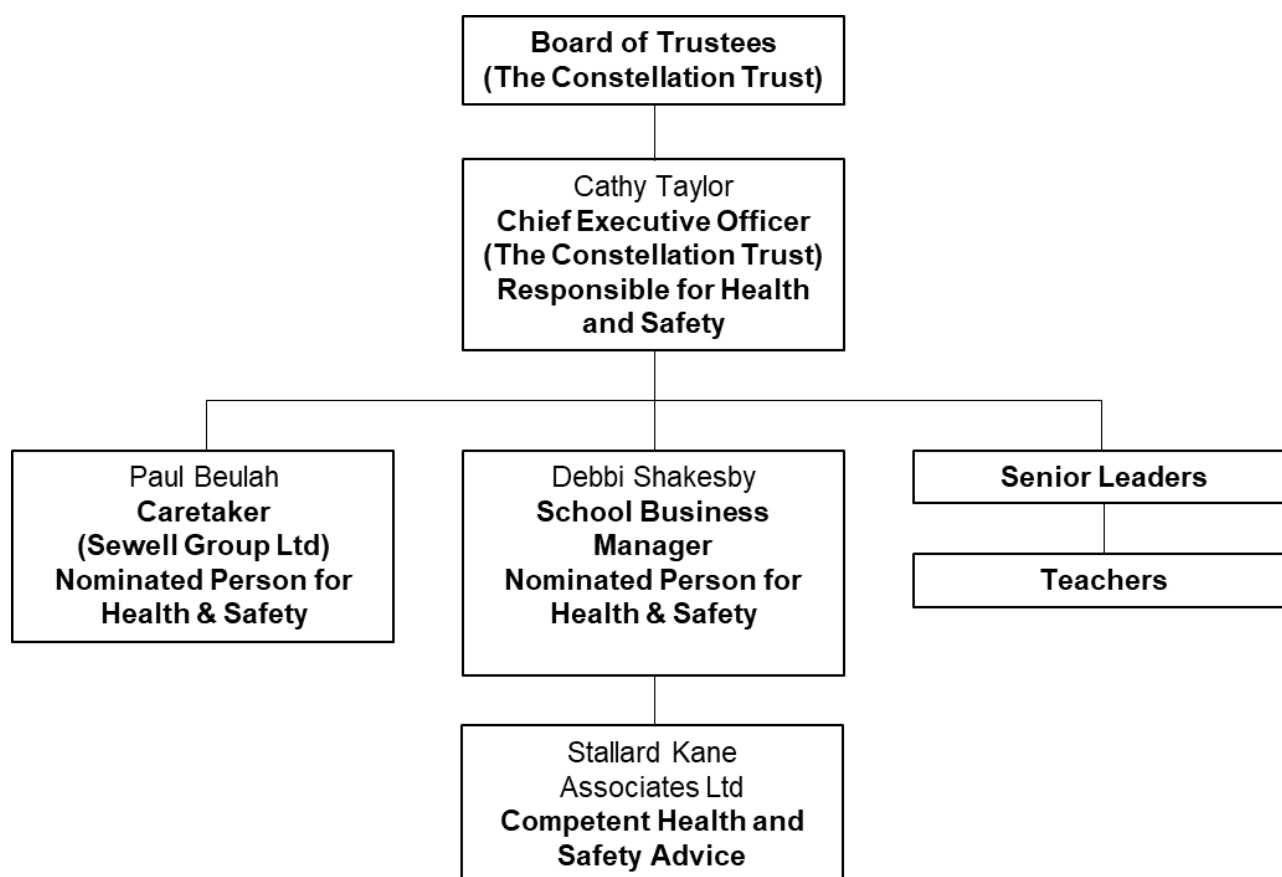 Board of Trustees
(The Constellation Trust)
Cathy Taylor
Chief Executive Officer
(The Constellation Trust)
Responsible for Health
and Safety
Paul Beulah
Caretaker
(Sewell Group Ltd)
Nominated Person for
Health & Safety
Debbi Shakesby
School Business
Manager
Nominated Person for
Health & Safety
Senior Leaders
Teachers
Stallard Kane
Associates Ltd
Competent Health and
Safety Advice